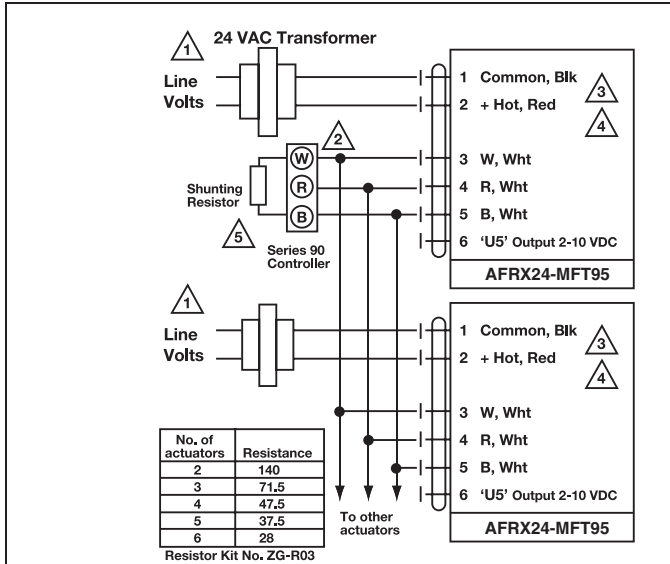 1
24 VAC Transformer
Line
Volts
1 Common, Blk
2 + Hot, Red
3
4
2
W
R
B
Shunting
Resistor
5
Series 90
Controller
3 W, Wht
4 R, Wht
5 B, Wht
6 'U5' Output 2-10 VDC
AFRX24-MFT95
1
Line
Volts
1 Common, Blk
2 + Hot, Red
3
4
3 W, Wht
4 R, Wht
5 B, Wht
6 'U5' Output 2-10 VDC
AFRX24-MFT95
To other
actuators
No. of
actuators Resistance
2 140
3 71.5
4 47.5
5 37.5
6 28
Resistor Kit No. ZG-R03